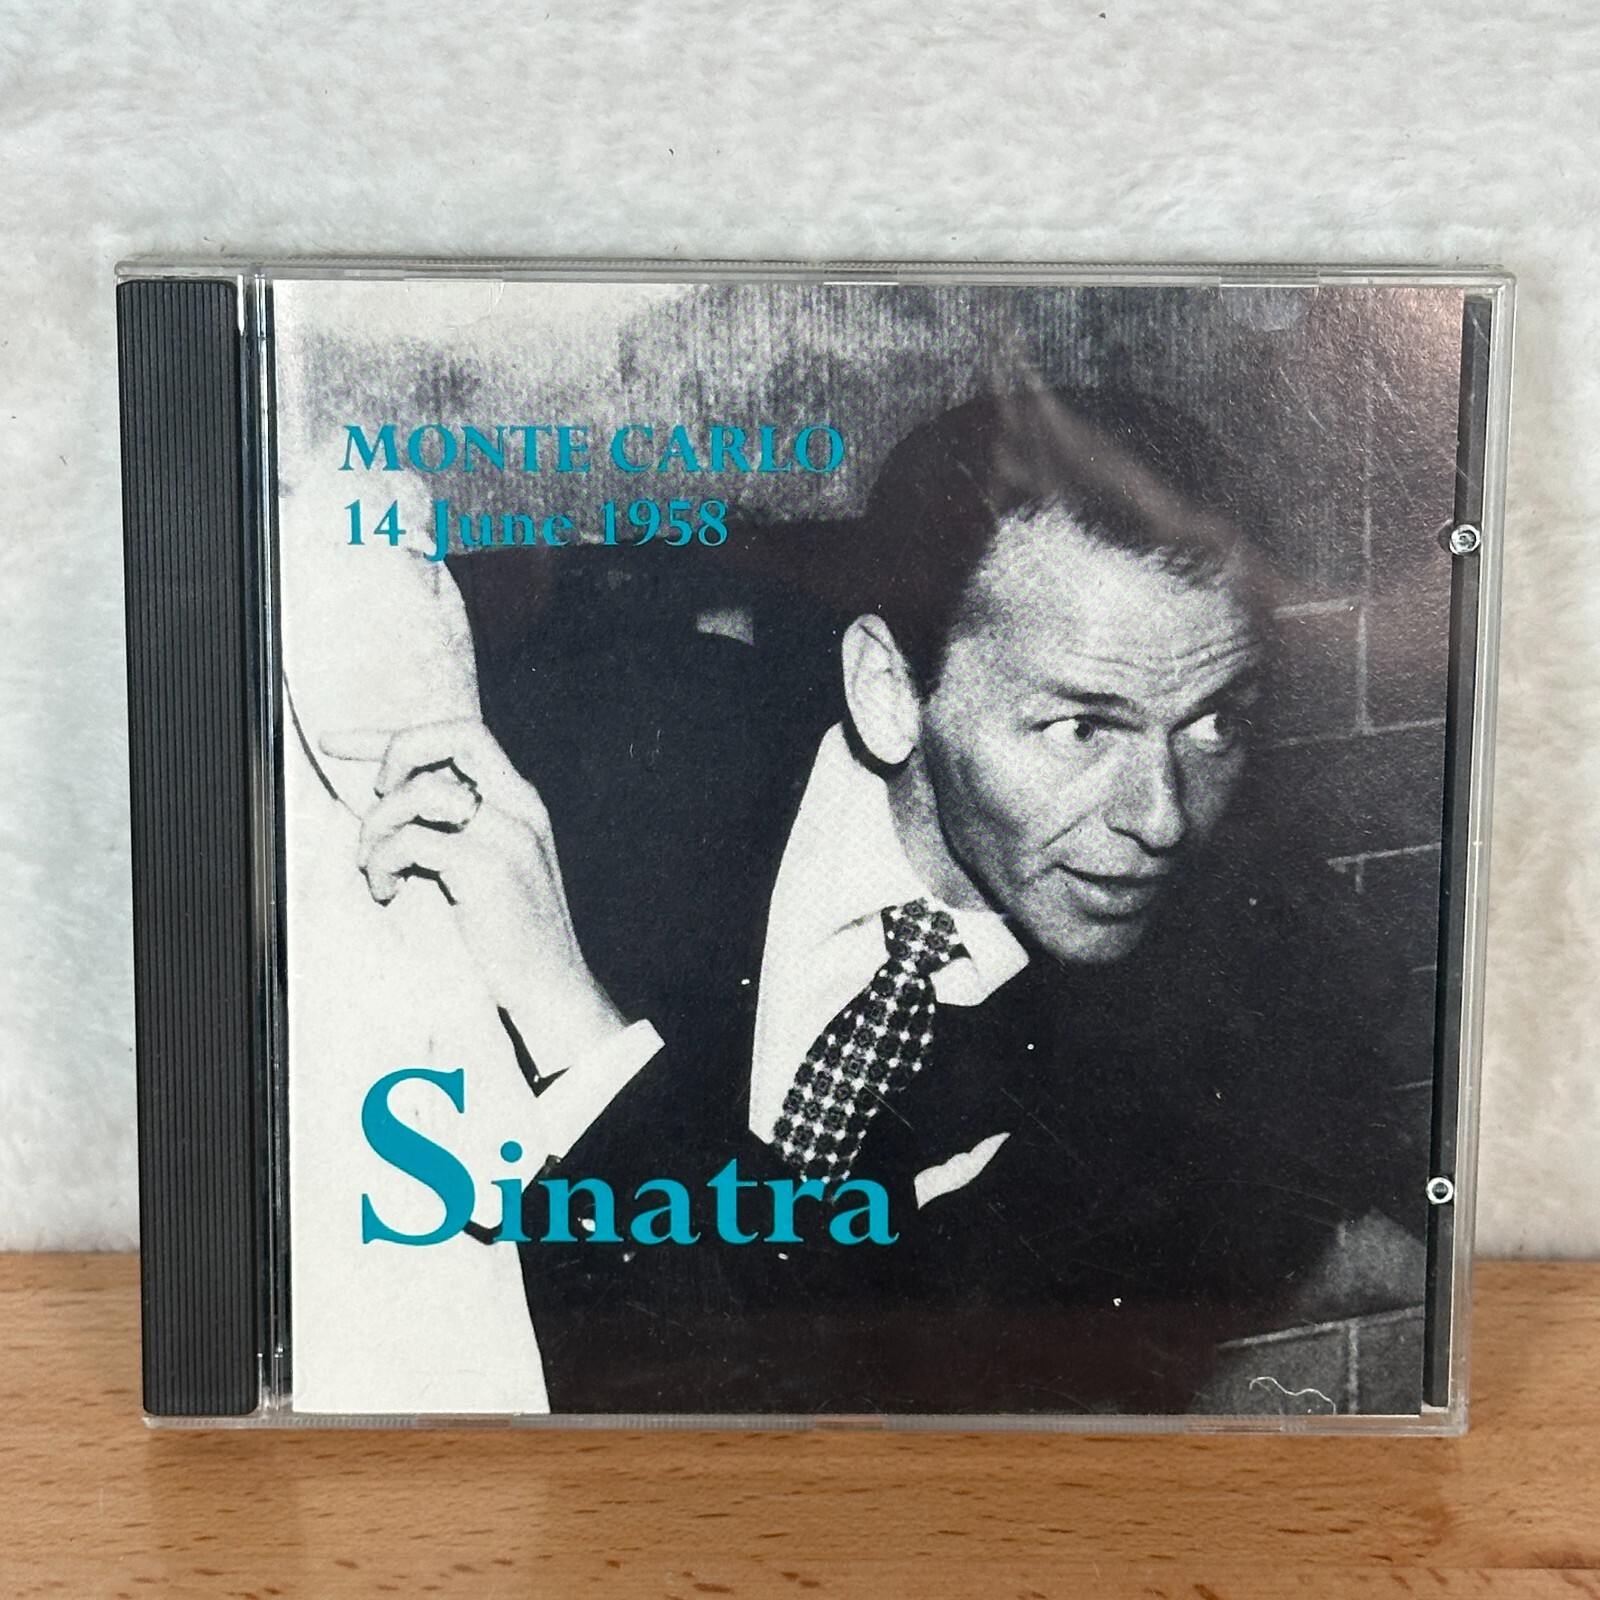 MONTE CARLO
14 June 1958
Sinatra